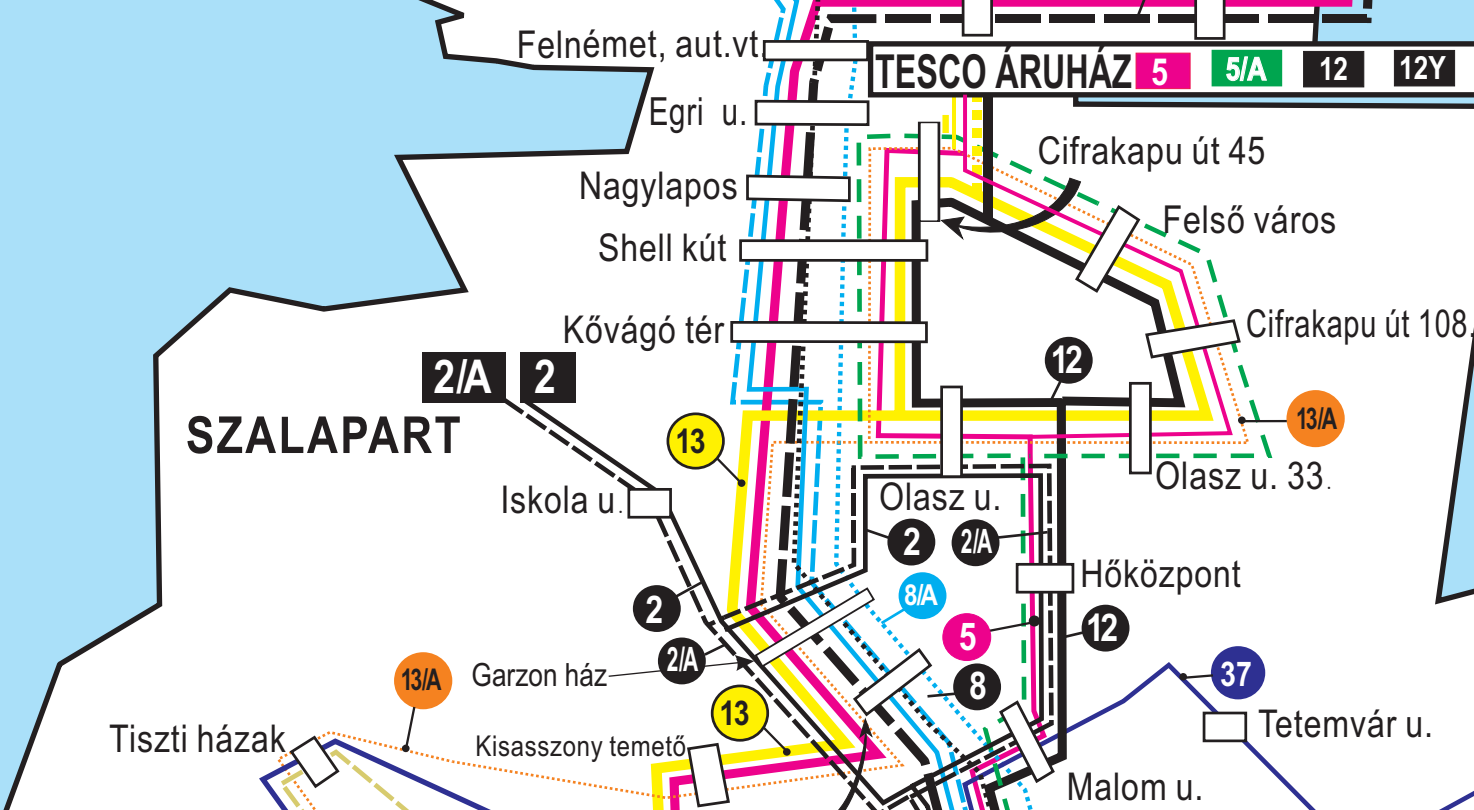 Felnémet, aut.vt.
TESCO ÁRUHÁZ 5 5/A 12 12Y
Egri u.
Cifrakapu út 45
Nagylapos
Felső város
Shell kút
Kővágó tér
Cifrakapu út 108.
12
2/A 2
13/A
SZALAPART
13
Iskola u.
Olasz u.
Olasz u. 33.
2
2/A
Hőközpont
8/A
2
5
12
2/A
Garzon ház
13/A
8
37
13
Tiszti házak
Kisasszony temető
Tetemvár u.
Malom u.